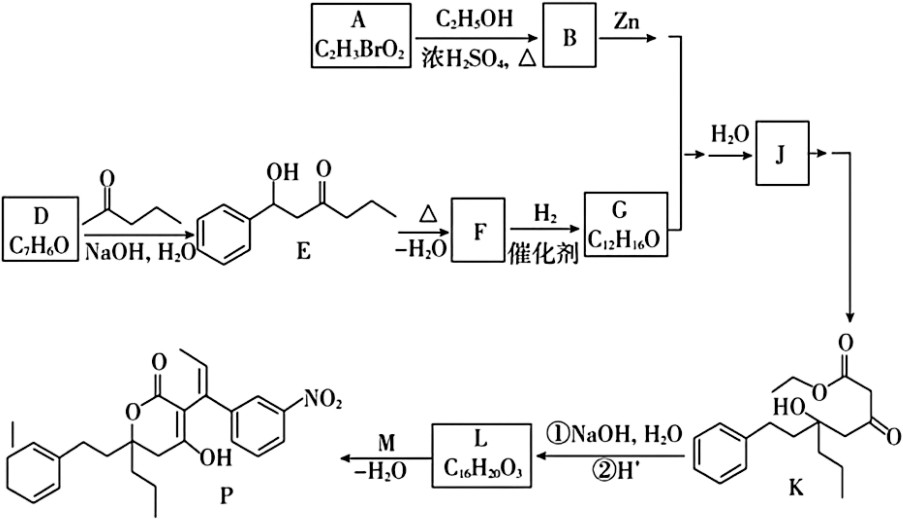 A
C₂H₃BrO₂
C₂H₅OH
浓H₂SO₄, △
B
Zn
H₂O
J
D
C₇H₆O
O
NaOH, H₂O
OH
O
E
△
−H₂O
F
H₂
催化剂
G
C₁₂H₁₆O
O
O
HO
O
K
①NaOH, H₂O
②H'
L
C₁₆H₂₀O₃
M
−H₂O
O
O
OH
NO₂
P